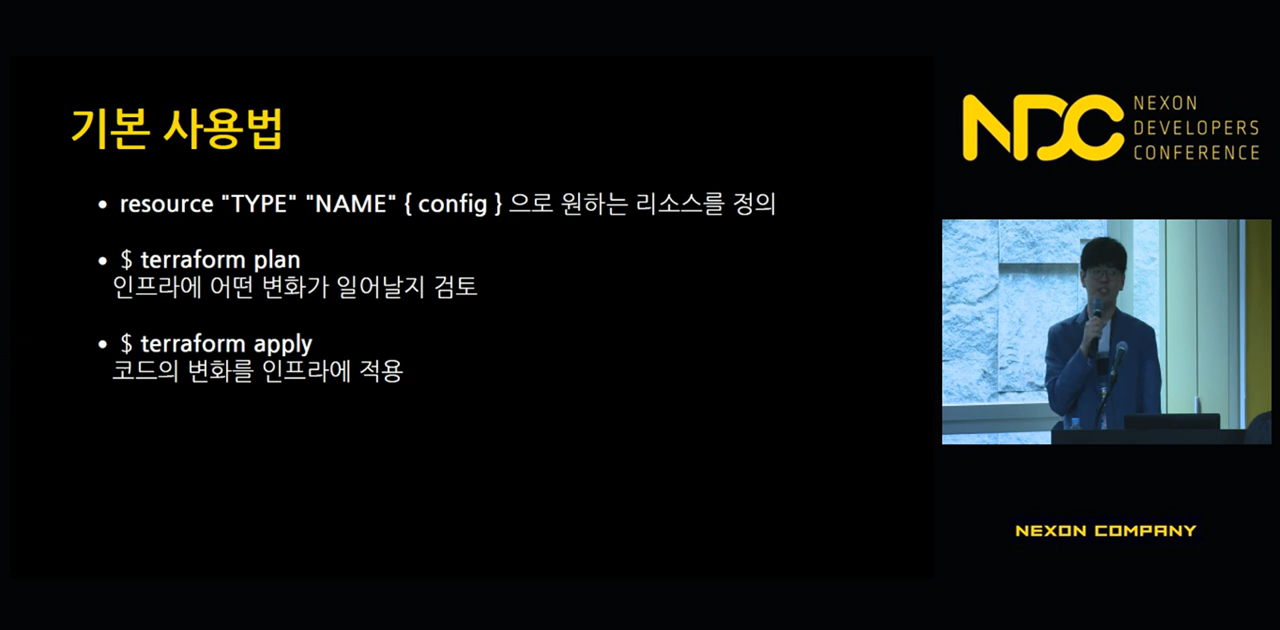 기본 사용법
• resource "TYPE" "NAME" { config } 으로 원하는 리소스를 정의
• $ terraform plan
인프라에 어떤 변화가 일어날지 검토
• $ terraform apply
코드의 변화를 인프라에 적용
NDC
NEXON
DEVELOPERS
CONFERENCE
NEXON COMPANY